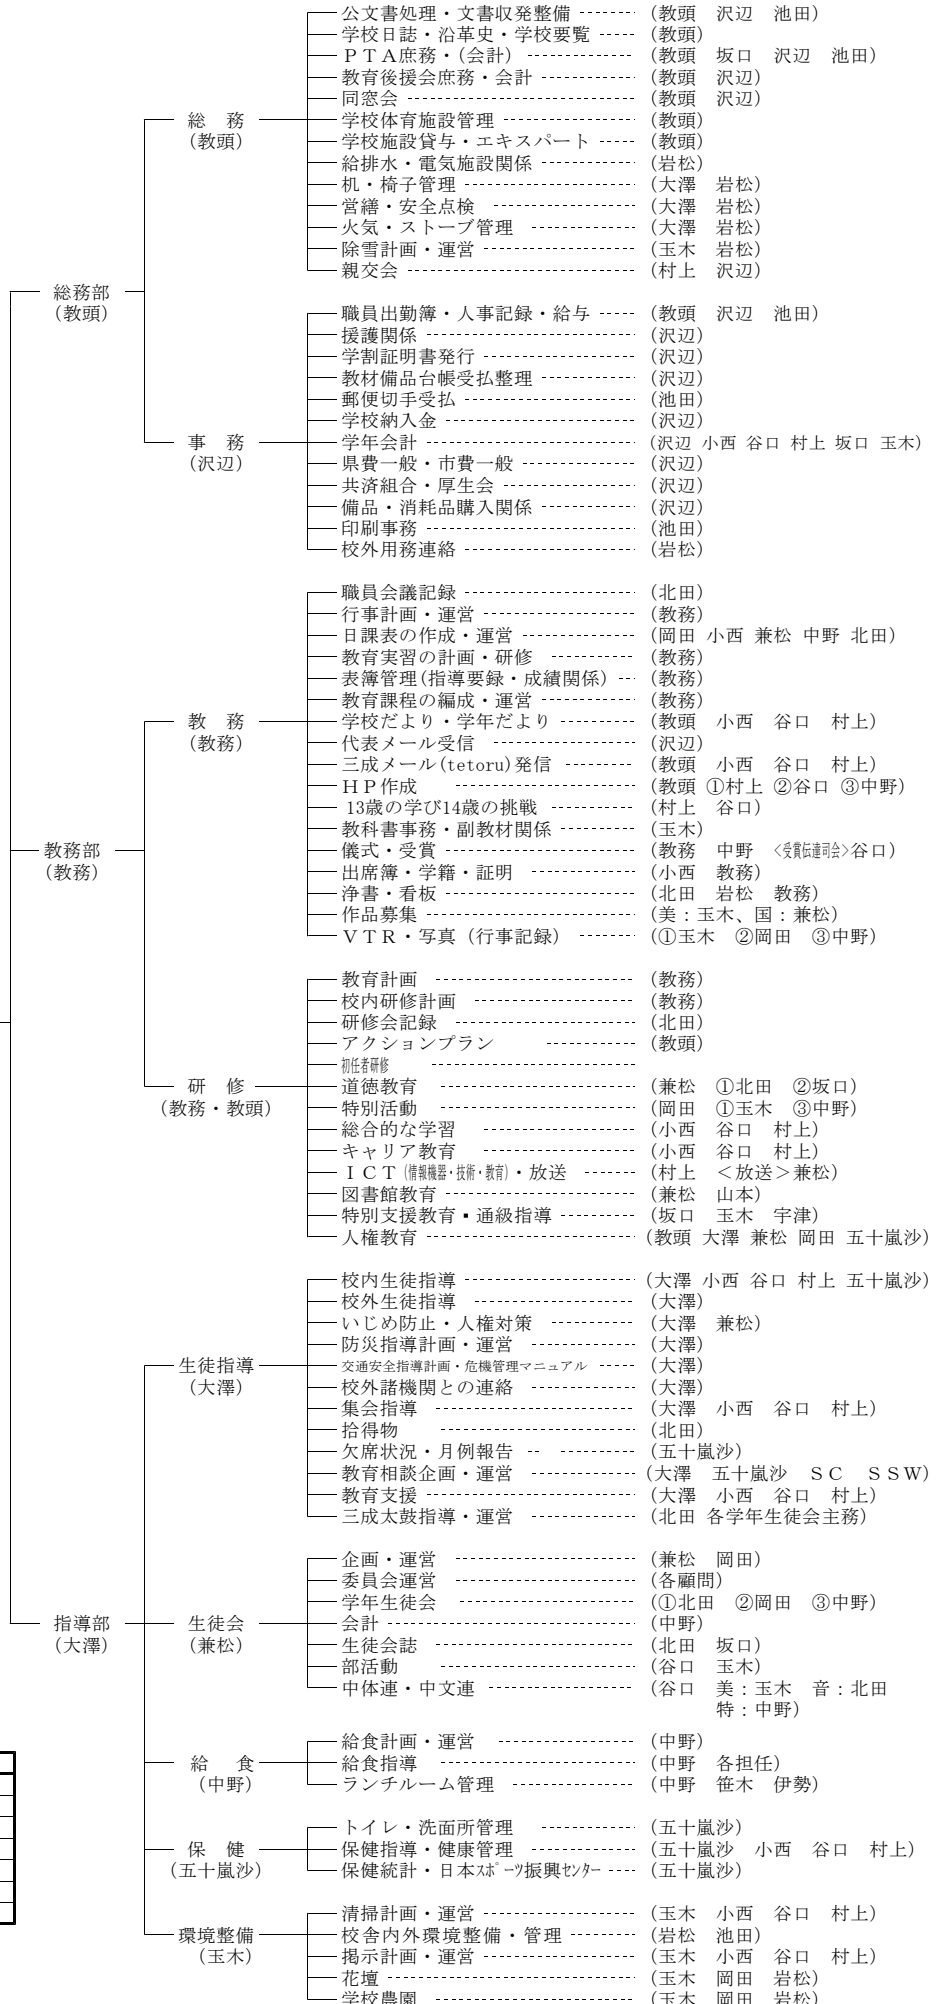 公文書処理・文書収発整備 （教頭　沢辺　池田）
学校日誌・沿革史・学校要覧 （教頭）
ＰＴＡ庶務・(会計) （教頭　坂口　沢辺　池田）
教育後援会庶務・会計 （教頭　沢辺）
同窓会 （教頭　沢辺）
総　務 学校体育施設管理 （教頭）
（教頭） 学校施設貸与・エキスパート （教頭）
給排水・電気施設関係 （岩松）
机・椅子管理 （大澤　岩松）
営繕・安全点検 （大澤　岩松）
火気・ストーブ管理 （大澤　岩松）
除雪計画・運営 （玉木　岩松）
親交会 （村上　沢辺）
総務部
（教頭） 職員出勤簿・人事記録・給与 （教頭　沢辺　池田）
援護関係 （沢辺）
学割証明書発行 （沢辺）
教材備品台帳受払整理 （沢辺）
郵便切手受払 （池田）
学校納入金 （沢辺）
事　務 学年会計 （沢辺 小西 谷口 村上 坂口 玉木）
（沢辺） 県費一般・市費一般 （沢辺）
共済組合・厚生会 （沢辺）
備品・消耗品購入関係 （沢辺）
印刷事務 （池田）
校外用務連絡 （岩松）
職員会議記録 （北田）
行事計画・運営 （教務）
日課表の作成・運営 （岡田 小西 兼松 中野 北田）
教育実習の計画・研修 （教務）
表簿管理(指導要録・成績関係) （教務）
教育課程の編成・運営 （教務）
教　務 学校だより・学年だより （教頭　小西　谷口　村上）
（教務） 代表メール受信 （沢辺）
三成メール(tetoru)発信 （教頭　小西　谷口　村上）
ＨＰ作成 （教頭 ①村上 ②谷口 ③中野）
13歳の学び14歳の挑戦 （村上　谷口）
教科書事務・副教材関係 （玉木）
教務部 儀式・受賞 （教務　中野　<受賞伝達司会>谷口）
（教務） 出席簿・学籍・証明 （小西　教務）
浄書・看板 （北田　岩松　教務）
作品募集 （美：玉木、国：兼松）
ＶＴＲ・写真（行事記録） （①玉木　②岡田　③中野）
教育計画 （教務）
校内研修計画 （教務）
研修会記録 （北田）
アクションプラン （教頭）
初任者研修
研　修 道徳教育 （兼松　①北田　②坂口）
（教務・教頭） 特別活動 （岡田　①玉木　③中野）
総合的な学習 （小西　谷口　村上）
キャリア教育 （小西　谷口　村上）
ＩＣＴ(情報機器・技術・教育)・放送 （村上　＜放送＞兼松）
図書館教育 （兼松　山本）
特別支援教育・通級指導 （坂口　玉木　宇津）
人権教育 （教頭 大澤 兼松 岡田 五十嵐沙）
校内生徒指導 （大澤 小西 谷口 村上 五十嵐沙）
校外生徒指導 （大澤）
いじめ防止・人権対策 （大澤　兼松）
防災指導計画・運営 （大澤）
生徒指導 交通安全指導計画・危機管理マニュアル （大澤）
（大澤） 校外諸機関との連絡 （大澤）
集会指導 （大澤　小西　谷口　村上）
拾得物 （北田）
欠席状況・月例報告 （五十嵐沙）
教育相談企画・運営 （大澤　五十嵐沙　ＳＣ　ＳＳＷ）
教育支援 （大澤　小西　谷口　村上）
三成太鼓指導・運営 （北田 各学年生徒会主務）
企画・運営 （兼松　岡田）
委員会運営 （各顧問）
学年生徒会 （①北田　②岡田　③中野）
指導部 生徒会 会計 （中野）
（大澤） （兼松） 生徒会誌 （北田　坂口）
部活動 （谷口　玉木）
中体連・中文連 （谷口　美：玉木　音：北田
特：中野）
給食計画・運営 （中野）
給　食 給食指導 （中野　各担任）
（中野） ランチルーム管理 （中野　笹木　伊勢）
トイレ・洗面所管理 （五十嵐沙）
保　健 保健指導・健康管理 （五十嵐沙　小西　谷口　村上）
（五十嵐沙） 保健統計・日本ｽﾎﾟｰﾂ振興ｾﾝﾀｰ （五十嵐沙）
清掃計画・運営 （玉木　小西　谷口　村上）
環境整備 校舎内外環境整備・管理 （岩松　池田）
（玉木） 掲示計画・運営 （玉木　小西　谷口　村上）
花壇 （玉木　岡田　岩松）
学校農園 （玉木　岡田　岩松）